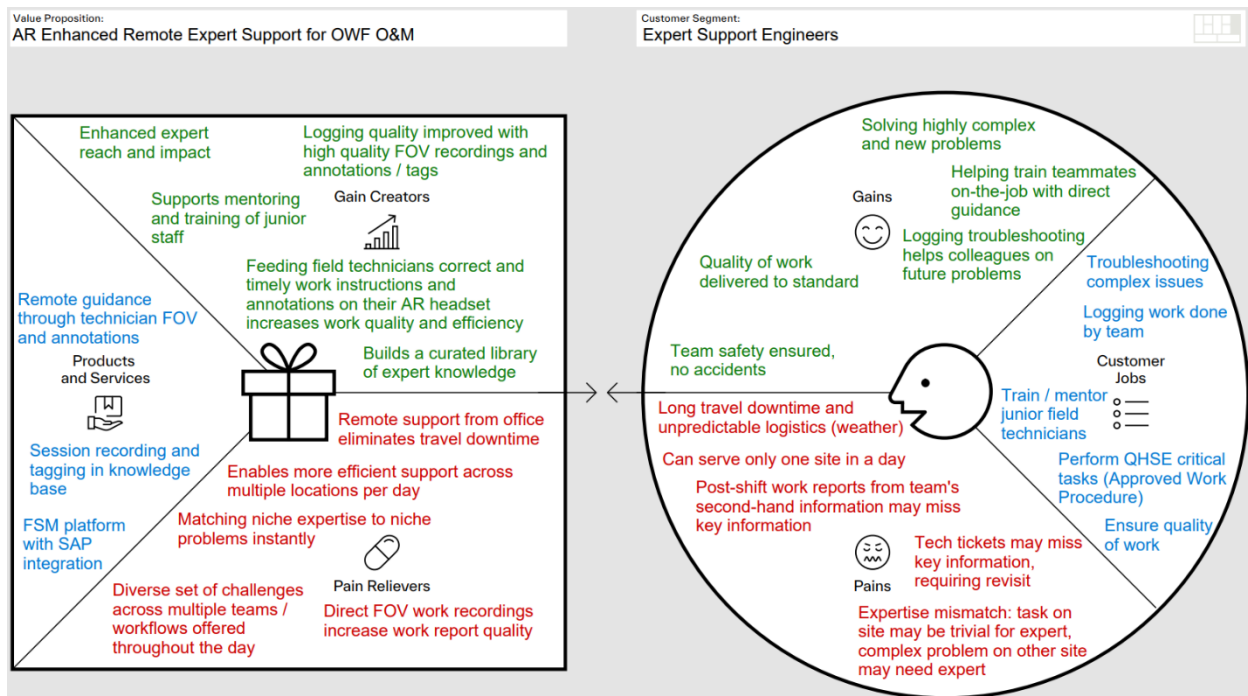 Value Proposition:
AR Enhanced Remote Expert Support for OWF O&M
Customer Segment:
Expert Support Engineers
Enhanced expert
reach and impact
Logging quality improved with
high quality FOV recordings and
annotations / tags
Supports mentoring
and training of junior
staff
Gain Creators
Feeding field technicians correct and
timely work instructions and
annotations on their AR headset
increases work quality and efficiency
Builds a curated library
of expert knowledge
Remote guidance
through technician FOV
and annotations
Products
and Services
Session recording and
tagging in knowledge
base
FSM platform
with SAP
integration
Remote support from office
eliminates travel downtime
Enables more efficient support across
multiple locations per day
Matching niche expertise to niche
problems instantly
Pain Relievers
Diverse set of challenges
across multiple teams /
workflows offered
throughout the day
Direct FOV work recordings
increase work report quality
Solving highly complex
and new problems
Helping train teammates
on-the-job with direct
guidance
Gains
Logging troubleshooting
helps colleagues on
future problems
Quality of work
delivered to standard
Team safety ensured,
no accidents
Troubleshooting
complex issues
Logging work done
by team
Customer
Jobs
Train / mentor
junior field
technicians
Perform QHSE critical
tasks (Approved Work
Procedure)
Ensure quality
of work
Long travel downtime and
unpredictable logistics (weather)
Can serve only one site in a day
Post-shift work reports from team's
second-hand information may miss
key information
Pains
Tech tickets may miss
key information,
requiring revisit
Expertise mismatch: task on
site may be trivial for expert,
complex problem on other site
may need expert